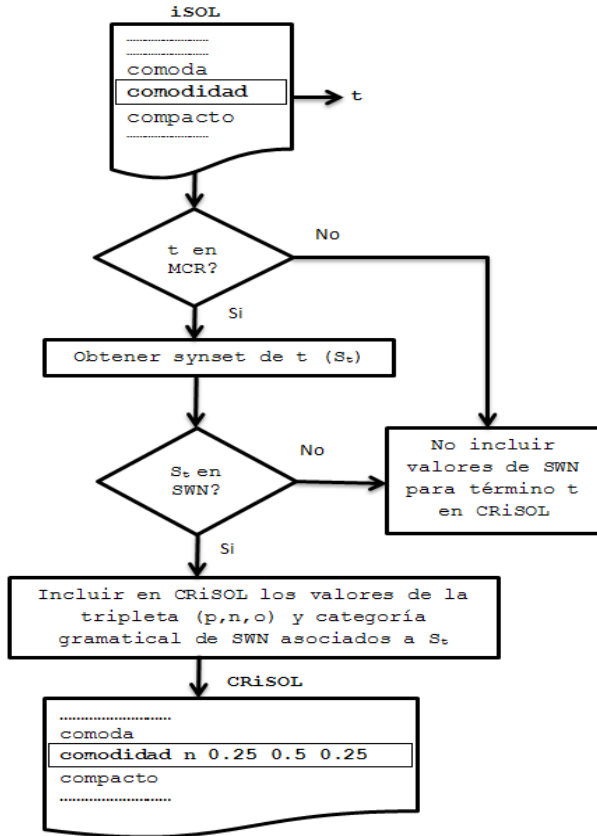 iSOL
comoda
comodidad
t
compacto
t en
MCR?
No
Si
Obtener synset de t (Sₜ)
Sₜ en
SWN?
No
No incluir
valores de SWN
para término t
en CRiSOL
Si
Incluir en CRiSOL los valores de la
tripleta (p,n,o) y categoría
gramatical de SWN asociados a Sₜ
CRiSOL
comoda
comodidad n 0.25 0.5 0.25
compacto